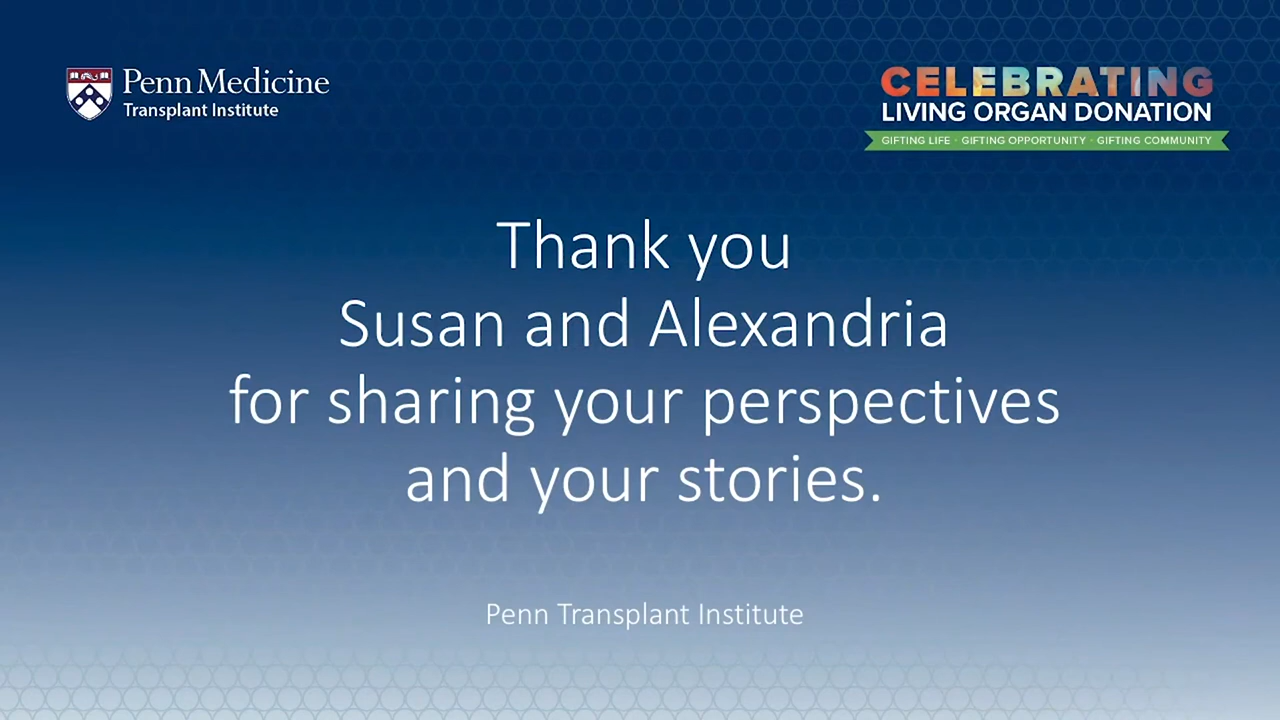 Penn Medicine
Transplant Institute
CELEBRATING
LIVING ORGAN DONATION
GIFTING LIFE · GIFTING OPPORTUNITY · GIFTING COMMUNITY
Thank you
Susan and Alexandria
for sharing your perspectives
and your stories.
Penn Transplant Institute